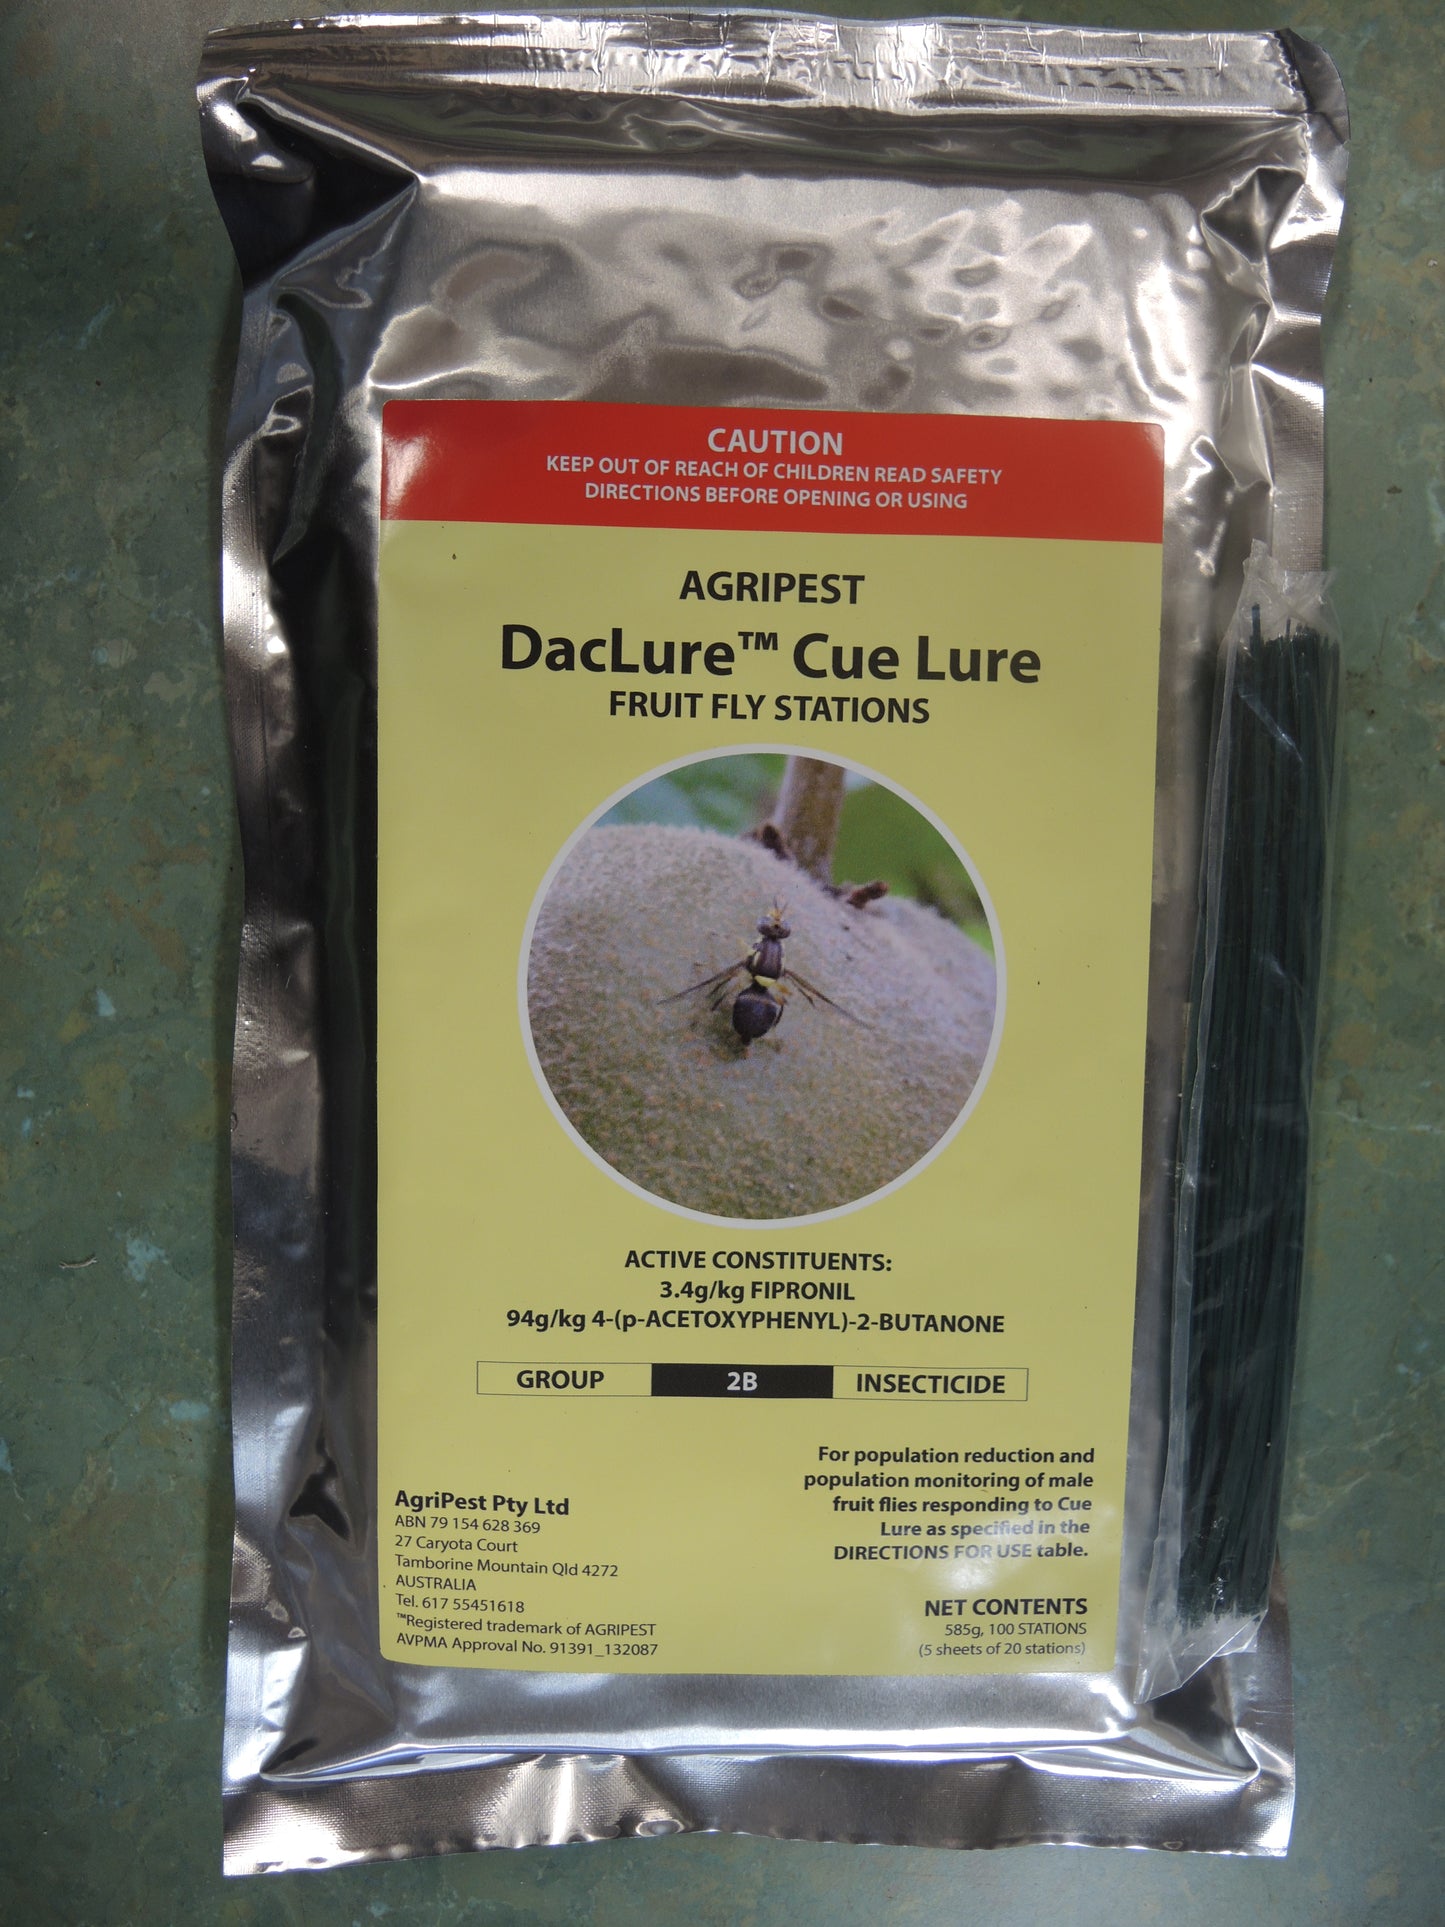 CAUTION
KEEP OUT OF REACH OF CHILDREN READ SAFETY
DIRECTIONS BEFORE OPENING OR USING
AGRIPEST
DacLure™ Cue Lure
FRUIT FLY STATIONS
ACTIVE CONSTITUENTS:
3.4g/kg FIPRONIL
94g/kg 4-(p-ACETOXYPHENYL)-2-BUTANONE
GROUP 2B INSECTICIDE
For population reduction and
population monitoring of male
fruit flies responding to Cue
Lure as specified in the
DIRECTIONS FOR USE table.
AgriPest Pty Ltd
ABN 79 154 628 369
27 Caryota Court
Tamborine Mountain Qld 4272
AUSTRALIA
Tel. 617 55451618
™Registered trademark of AGRIPEST
AVPMA Approval No. 91391_132087
NET CONTENTS
585g, 100 STATIONS
(5 sheets of 20 stations)